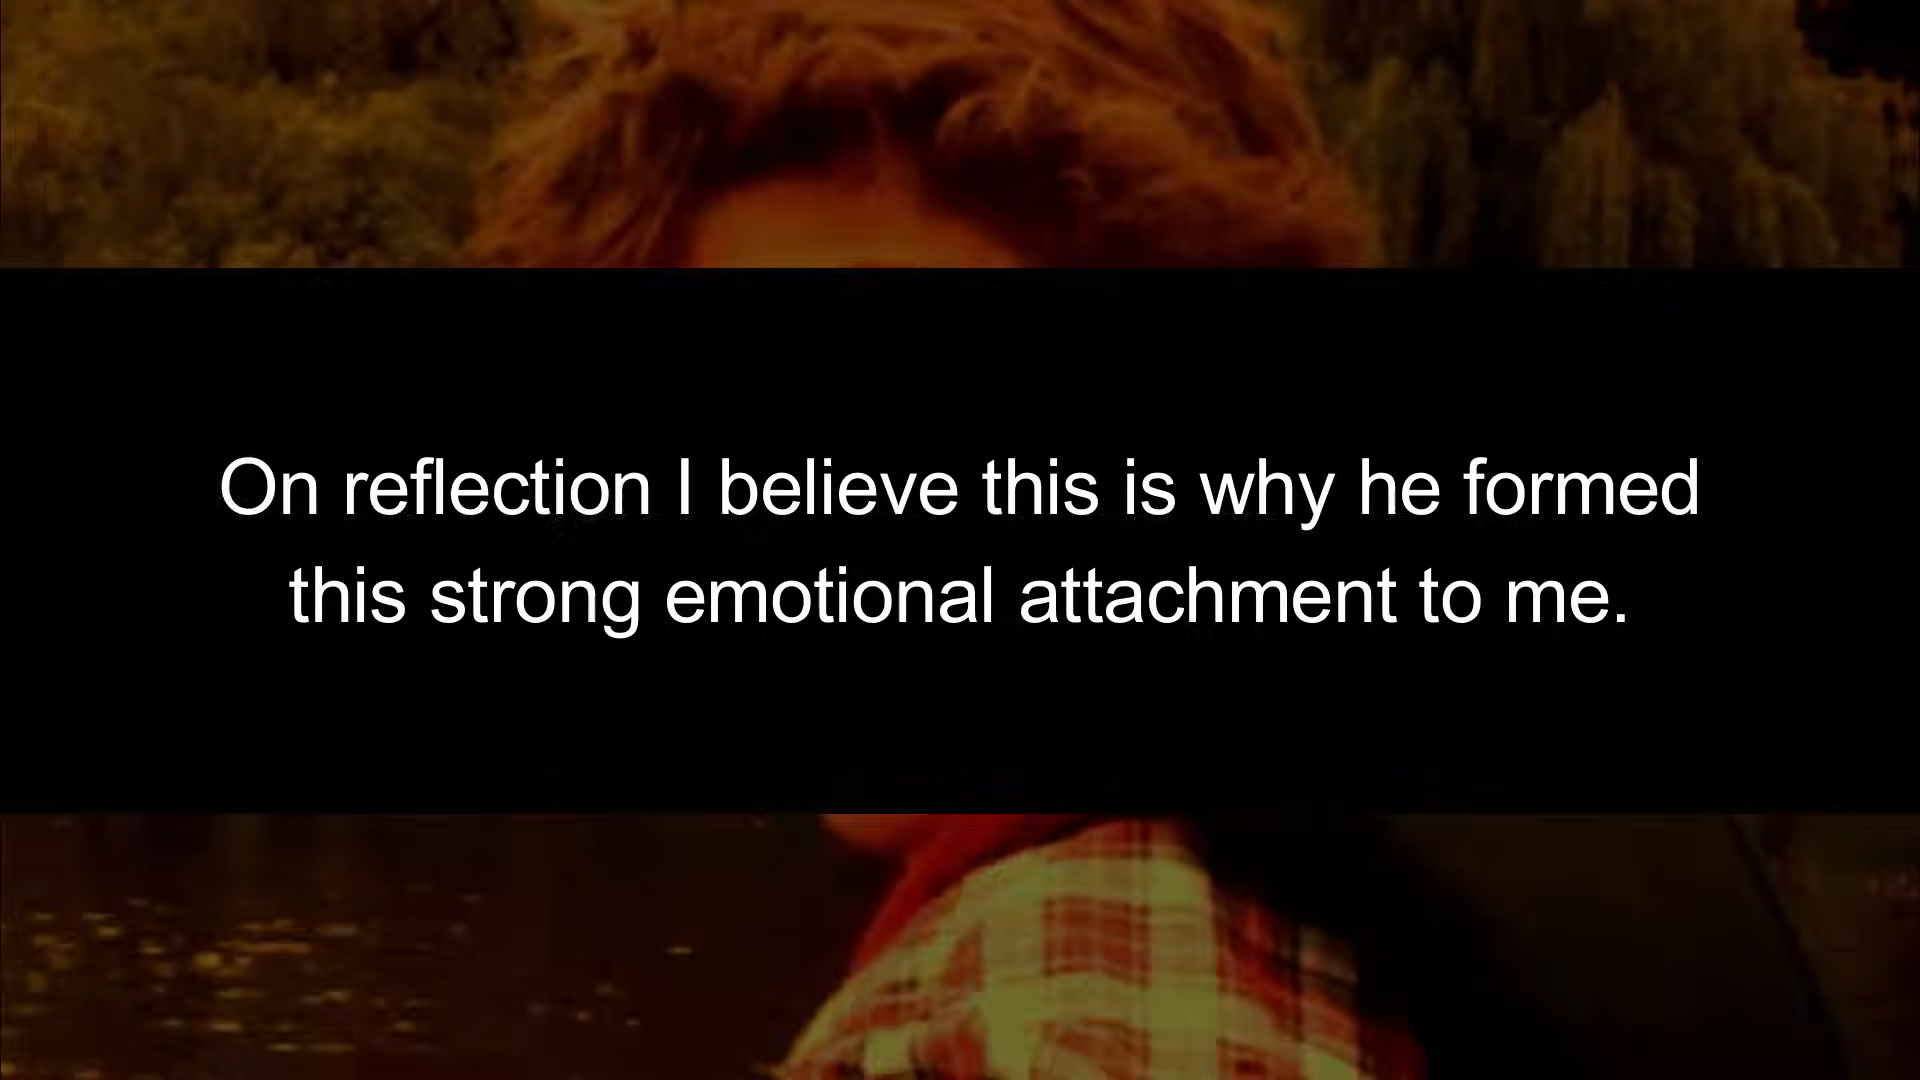 On reflection I believe this is why he formed
this strong emotional attachment to me.